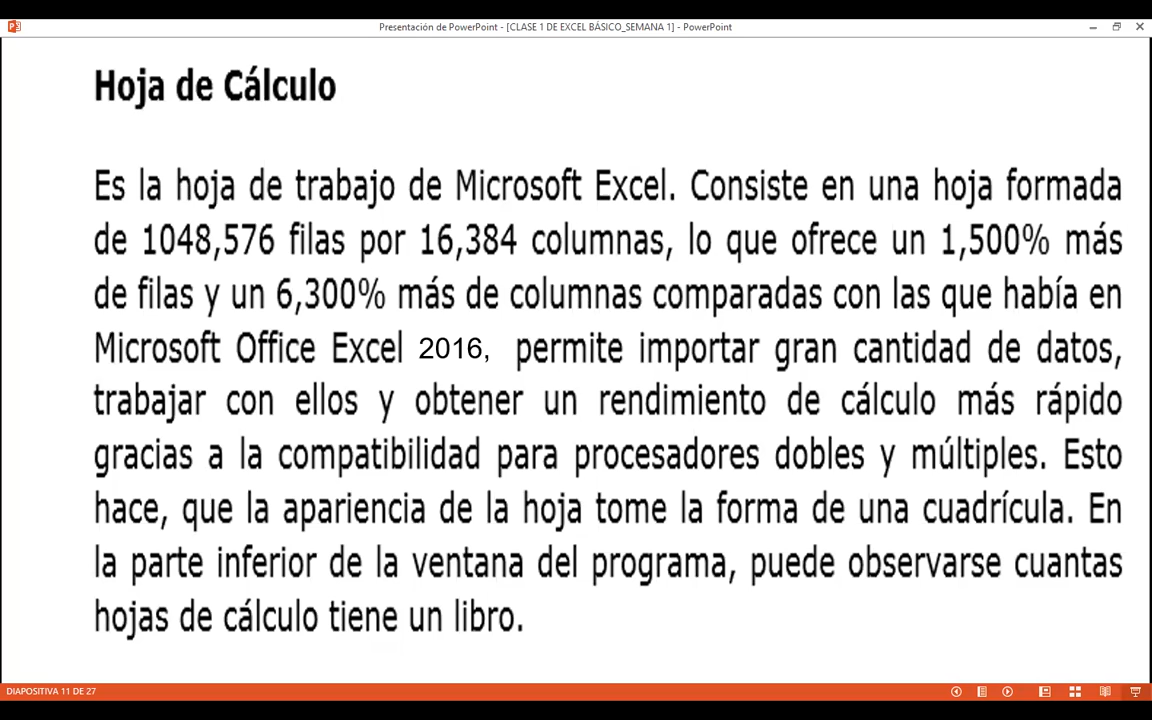 Presentación de PowerPoint - [CLASE 1 DE EXCEL BÁSICO_SEMANA 1] - PowerPoint
Hoja de Cálculo
Es la hoja de trabajo de Microsoft Excel. Consiste en una hoja formada
de 1048,576 filas por 16,384 columnas, lo que ofrece un 1,500% más
de filas y un 6,300% más de columnas comparadas con las que había en
Microsoft Office Excel 2016, permite importar gran cantidad de datos,
trabajar con ellos y obtener un rendimiento de cálculo más rápido
gracias a la compatibilidad para procesadores dobles y múltiples. Esto
hace, que la apariencia de la hoja tome la forma de una cuadrícula. En
la parte inferior de la ventana del programa, puede observarse cuantas
hojas de cálculo tiene un libro.
DIAPOSITIVA 11 DE 27